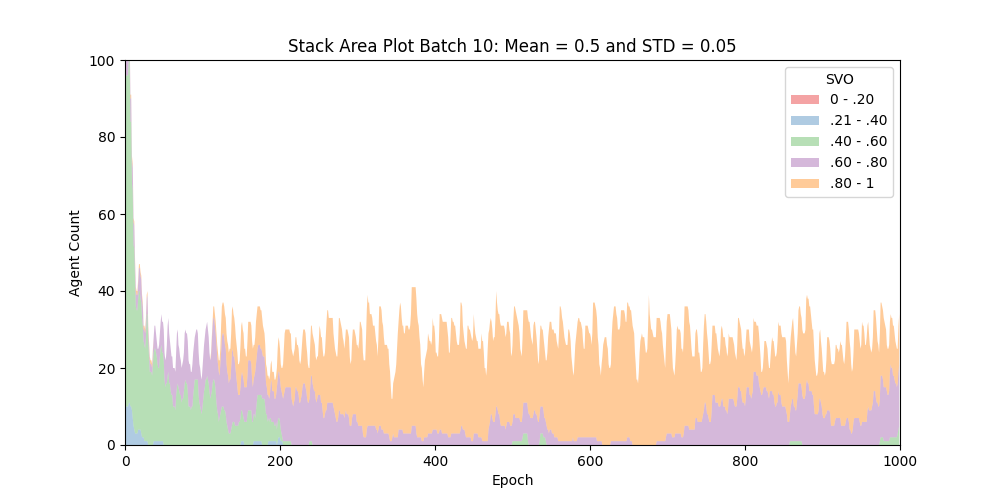 Stack Area Plot Batch 10: Mean = 0.5 and STD = 0.05
100
80
60
40
20
0
Agent Count
0
200
400
600
800
1000
Epoch
SVO
0 - .20
.21 - .40
.40 - .60
.60 - .80
.80 - 1